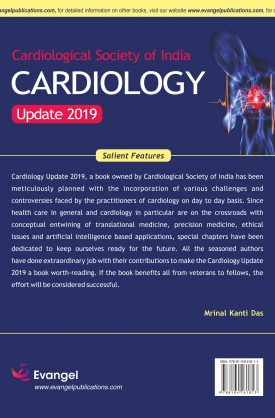 vangelpublications.com, for detailed information on other books, visit our website www.evangelpublications.com, for
Cardiological Society of India
CARDIOLOGY
Update 2019
Salient Features
Cardiology Update 2019, a book owned by Cardiological Society of India has been
meticulously planned with the incorporation of various challenges and
controversies faced by the practitioners of cardiology on day to day basis. Since
health care in general and cardiology in particular are on the crossroads with
conceptual entwining of translational medicine, precision medicine, ethical
issues and artificial intelligence based applications, special chapters have been
dedicated to keep ourselves ready for the future. All the seasoned authors
have done extraordinary job with their contributions to make the Cardiology Update
2019 a book worth-reading. If the book benefits all from veterans to fellows, the
effort will be considered successful.
Mrinal Kanti Das
Evangel
www.evangelpublications.com